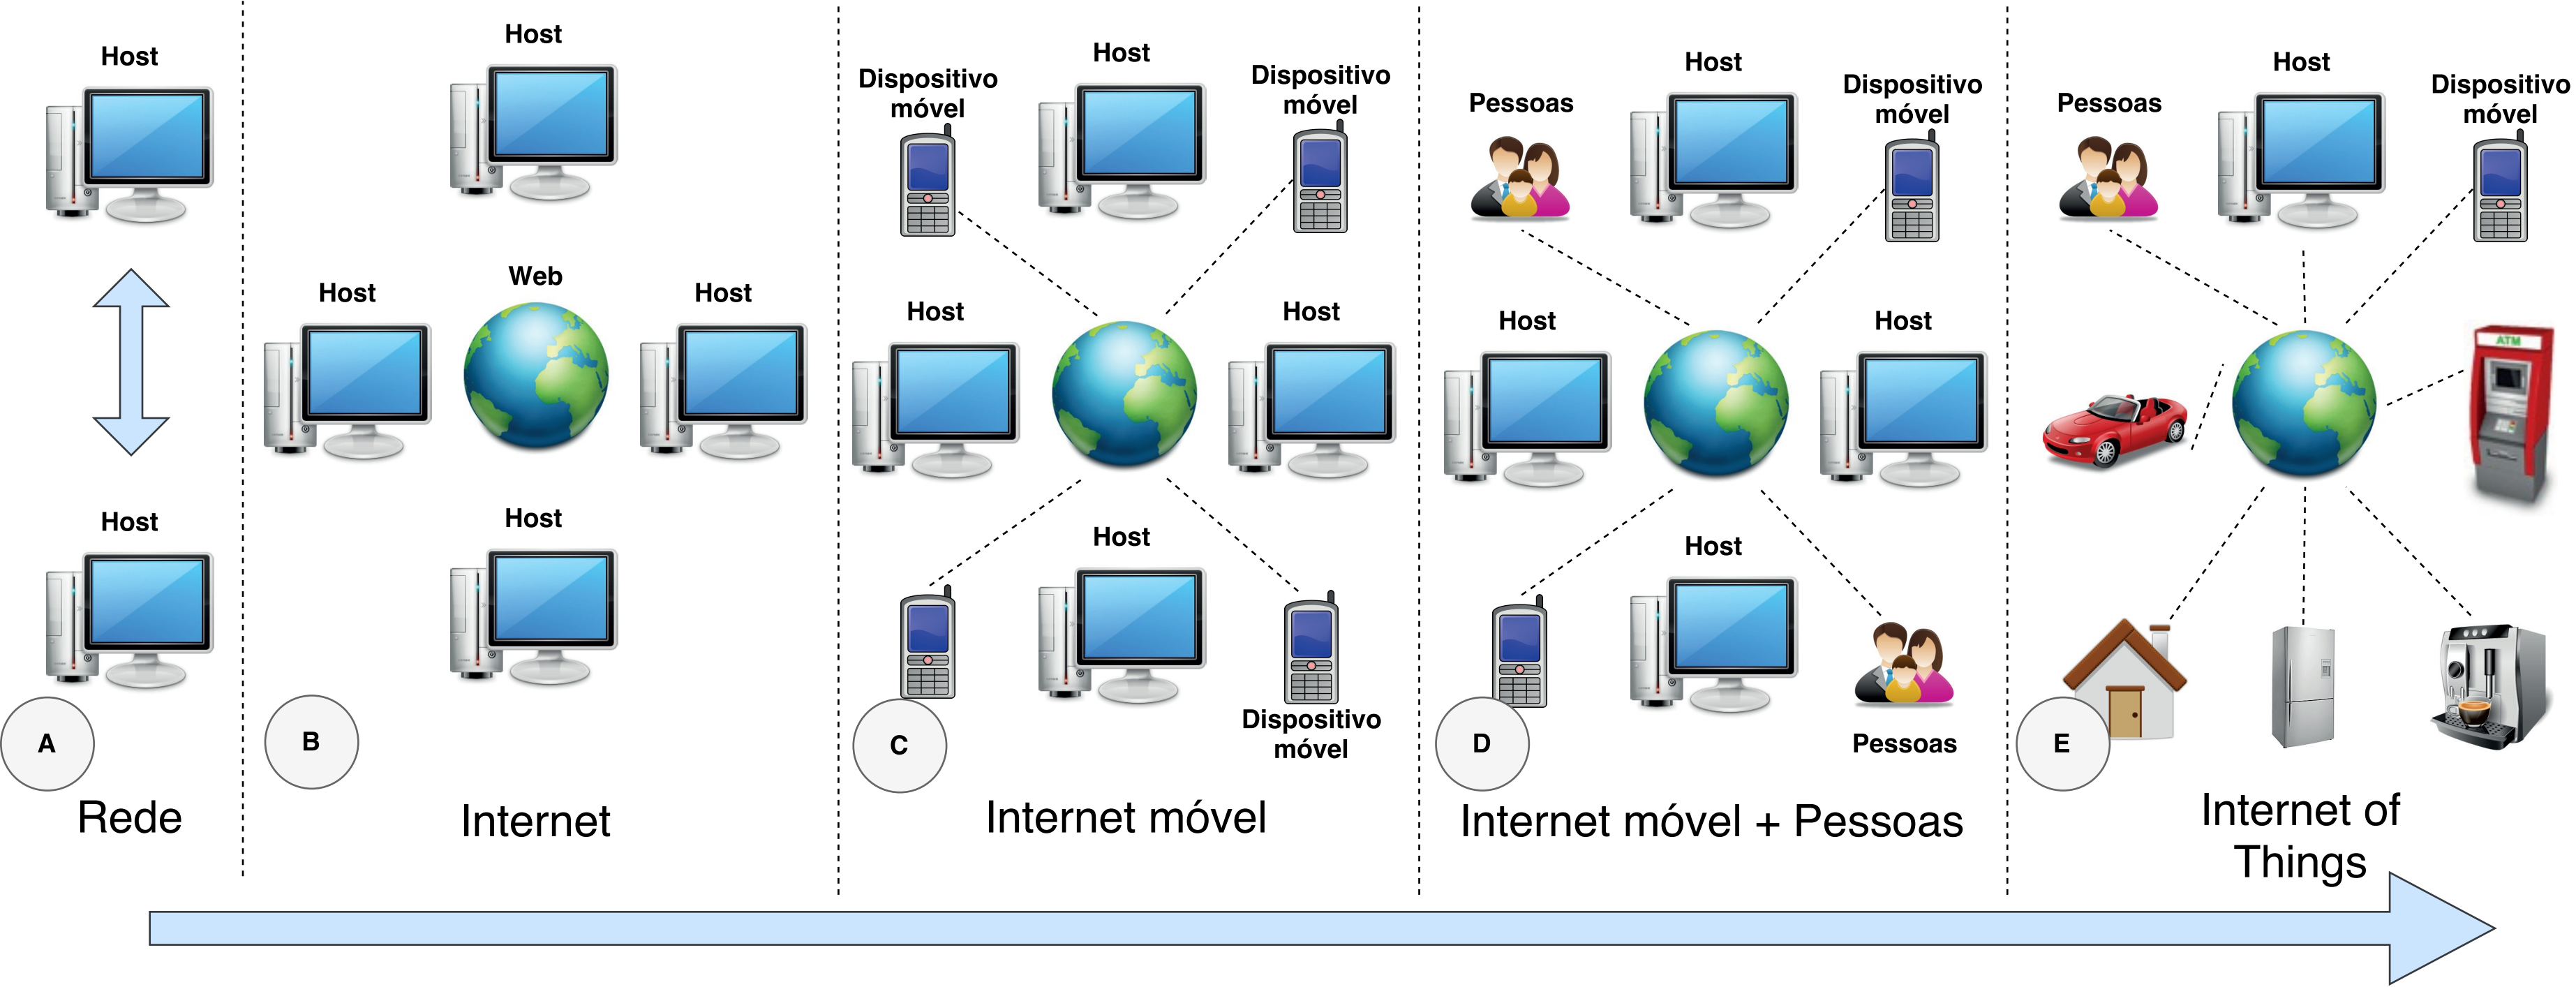 Host
Host
A
Rede
Host
Web
Host
Host
Host
B
Internet
Dispositivo
móvel
Host
Dispositivo
móvel
Host
Host
Host
Dispositivo
móvel
C
Internet móvel
Pessoas
Host
Dispositivo
móvel
Host
Host
Host
Pessoas
D
Internet móvel + Pessoas
Pessoas
Host
Dispositivo
móvel
ATM
E
Internet of
Things